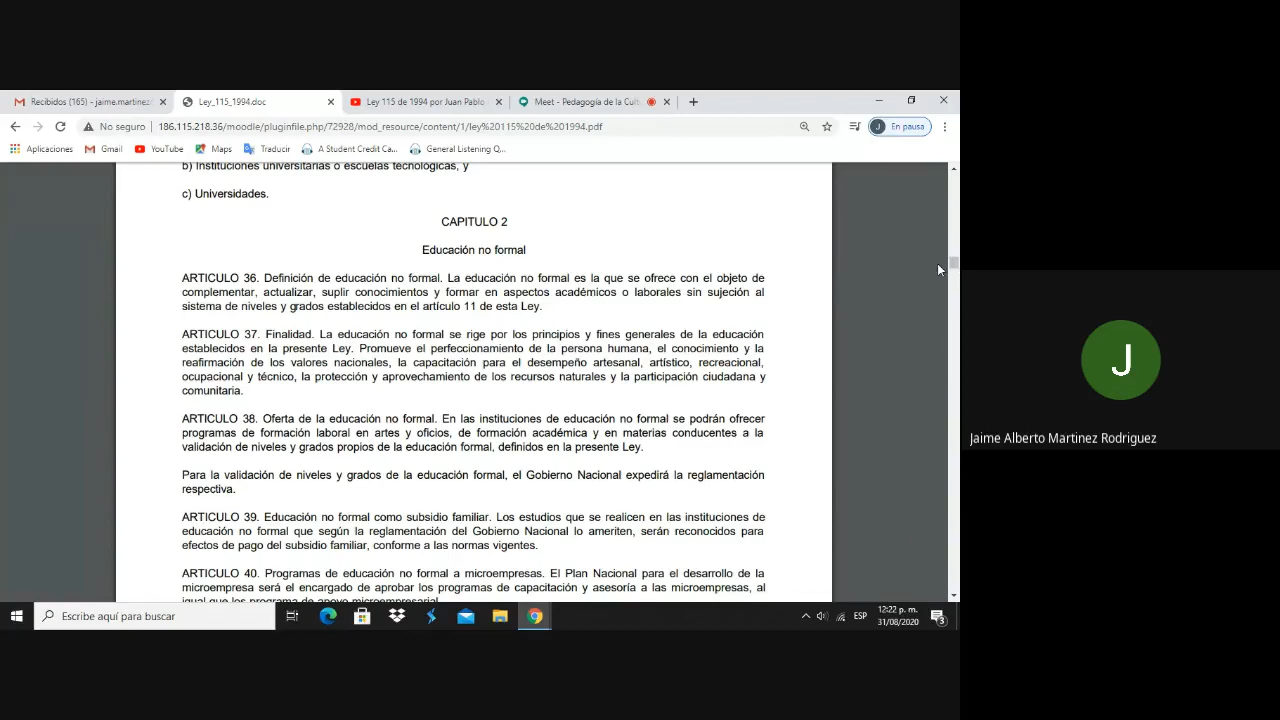 Recibidos (165) - jaime.martinez
Ley_115_1994.doc
Ley 115 de 1994 por Juan Pablo
Meet - Pedagogía de la Cult
No seguro
186.115.218.36/moodle/pluginfile.php/72928/mod_resource/content/1/ley%20115%20de%201994.pdf
J
En pausa
Aplicaciones
Gmail
YouTube
Maps
Traducir
A Student Credit Ca...
General Listening Q...
b) Instituciones universitarias o escuelas tecnológicas, y
c) Universidades.
CAPITULO 2
Educación no formal
ARTICULO 36. Definición de educación no formal. La educación no formal es la que se ofrece con el objeto de
complementar, actualizar, suplir conocimientos y formar en aspectos académicos o laborales sin sujeción al
sistema de niveles y grados establecidos en el artículo 11 de esta Ley.
ARTICULO 37. Finalidad. La educación no formal se rige por los principios y fines generales de la educación
establecidos en la presente Ley. Promueve el perfeccionamiento de la persona humana, el conocimiento y la
reafirmación de los valores nacionales, la capacitación para el desempeño artesanal, artístico, recreacional,
ocupacional y técnico, la protección y aprovechamiento de los recursos naturales y la participación ciudadana y
comunitaria.
ARTICULO 38. Oferta de la educación no formal. En las instituciones de educación no formal se podrán ofrecer
programas de formación laboral en artes y oficios, de formación académica y en materias conducentes a la
validación de niveles y grados propios de la educación formal, definidos en la presente Ley.
Para la validación de niveles y grados de la educación formal, el Gobierno Nacional expedirá la reglamentación
respectiva.
ARTICULO 39. Educación no formal como subsidio familiar. Los estudios que se realicen en las instituciones de
educación no formal que según la reglamentación del Gobierno Nacional lo ameriten, serán reconocidos para
efectos de pago del subsidio familiar, conforme a las normas vigentes.
ARTICULO 40. Programas de educación no formal a microempresas. El Plan Nacional para el desarrollo de la
microempresa será el encargado de aprobar los programas de capacitación y asesoría a las microempresas, al
igual que los programa de apoyo microempresarial.
J
Jaime Alberto Martinez Rodriguez
Escribe aquí para buscar
ESP
12:22 p. m.
31/08/2020
3